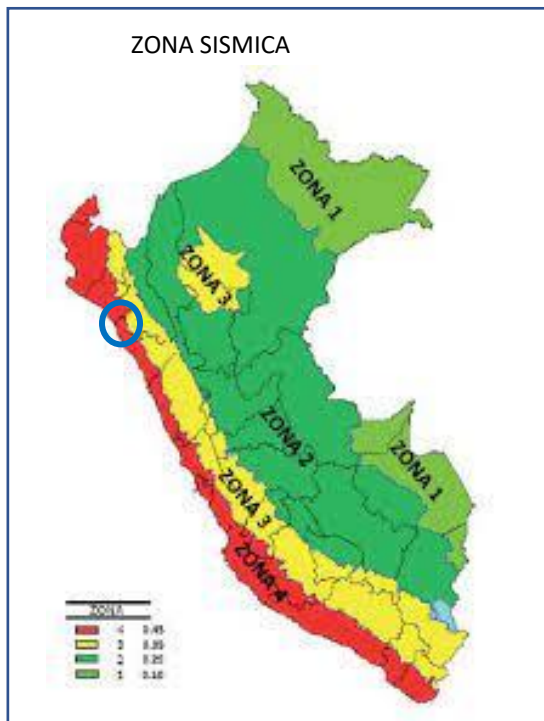 ZONA SISMICA
ZONA 1
ZONA 3
ZONA 2
ZONA 1
ZONA 3
ZONA 4
ZONA
4 0.45
3 0.35
2 0.25
1 0.10